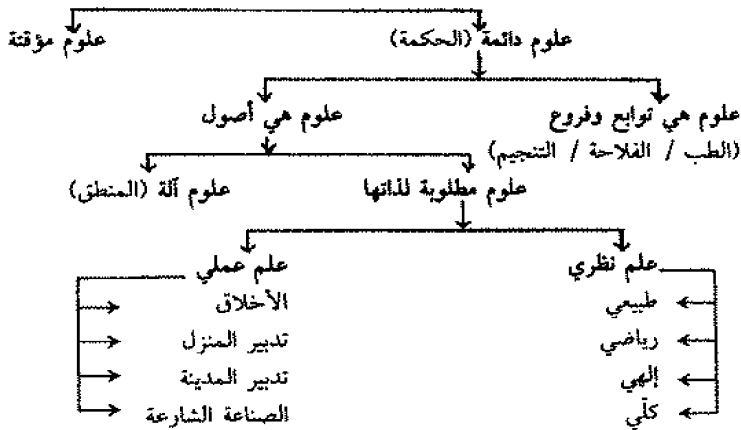 علوم دائمة (الحكمة) علوم مؤقتة
علوم هي توابع وفروع علوم هي أصول
(الطب / الفلاحة / التنجيم)
علوم مطلوبة لذاتها علوم آلة (المنطق)
علم نظري علم عملي
طبيعي الأخلاق
رياضي تدبير المنزل
إلهي تدبير المدينة
كلّي الصناعة الشارعة